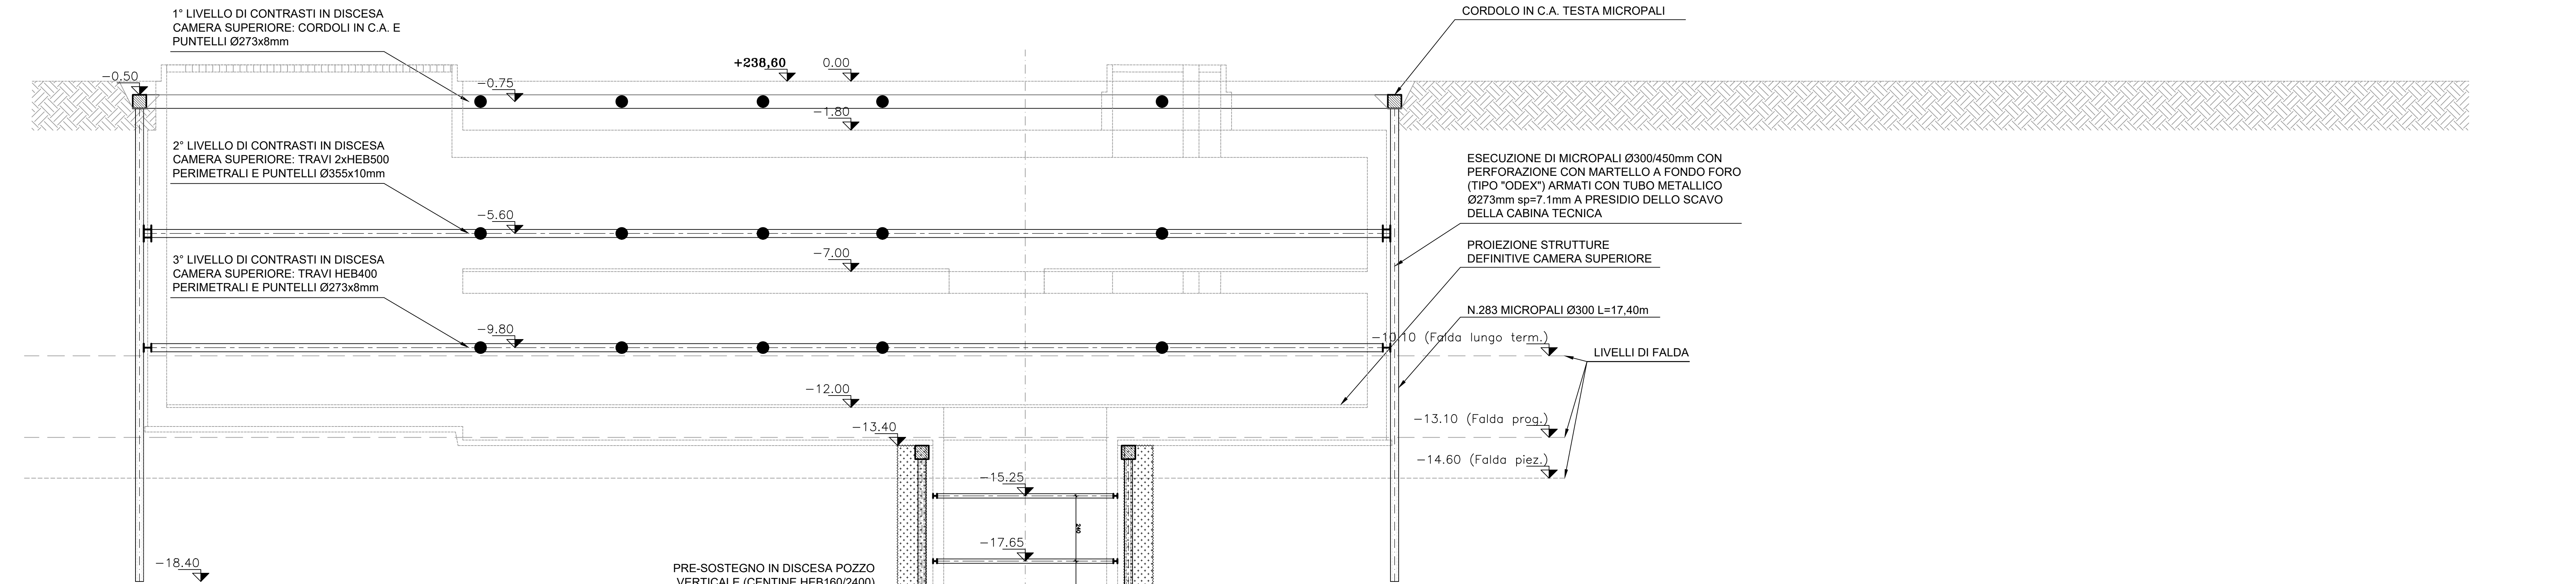 1° LIVELLO DI CONTRASTI IN DISCESA
CAMERA SUPERIORE: CORDOLI IN C.A. E
PUNTELLI Ø273x8mm
CORDOLO IN C.A. TESTA MICROPALI
-0.50
-0.75
+238,60
0.00
-1.80
2° LIVELLO DI CONTRASTI IN DISCESA
CAMERA SUPERIORE: TRAVI 2xHEB500
PERIMETRALI E PUNTELLI Ø355x10mm
-5.60
-7.00
ESECUZIONE DI MICROPALI Ø300/450mm CON
PERFORAZIONE CON MARTELLO A FONDO FORO
(TIPO "ODEX") ARMATI CON TUBO METALLICO
Ø273mm sp=7.1mm A PRESIDIO DELLO SCAVO
DELLA CABINA TECNICA
PROIEZIONE STRUTTURE
DEFINITIVE CAMERA SUPERIORE
3° LIVELLO DI CONTRASTI IN DISCESA
CAMERA SUPERIORE: TRAVI HEB400
PERIMETRALI E PUNTELLI Ø273x8mm
-9.80
N.283 MICROPALI Ø300 L=17,40m
-10.10 (Falda lungo term.)
LIVELLI DI FALDA
-12.00
-13.40
-13.10 (Falda prog.)
-14.60 (Falda piez.)
-15.25
240
-17.65
-18.40
PRE-SOSTEGNO IN DISCESA POZZO
VERTICALE (CENTINE HEB160/2400)